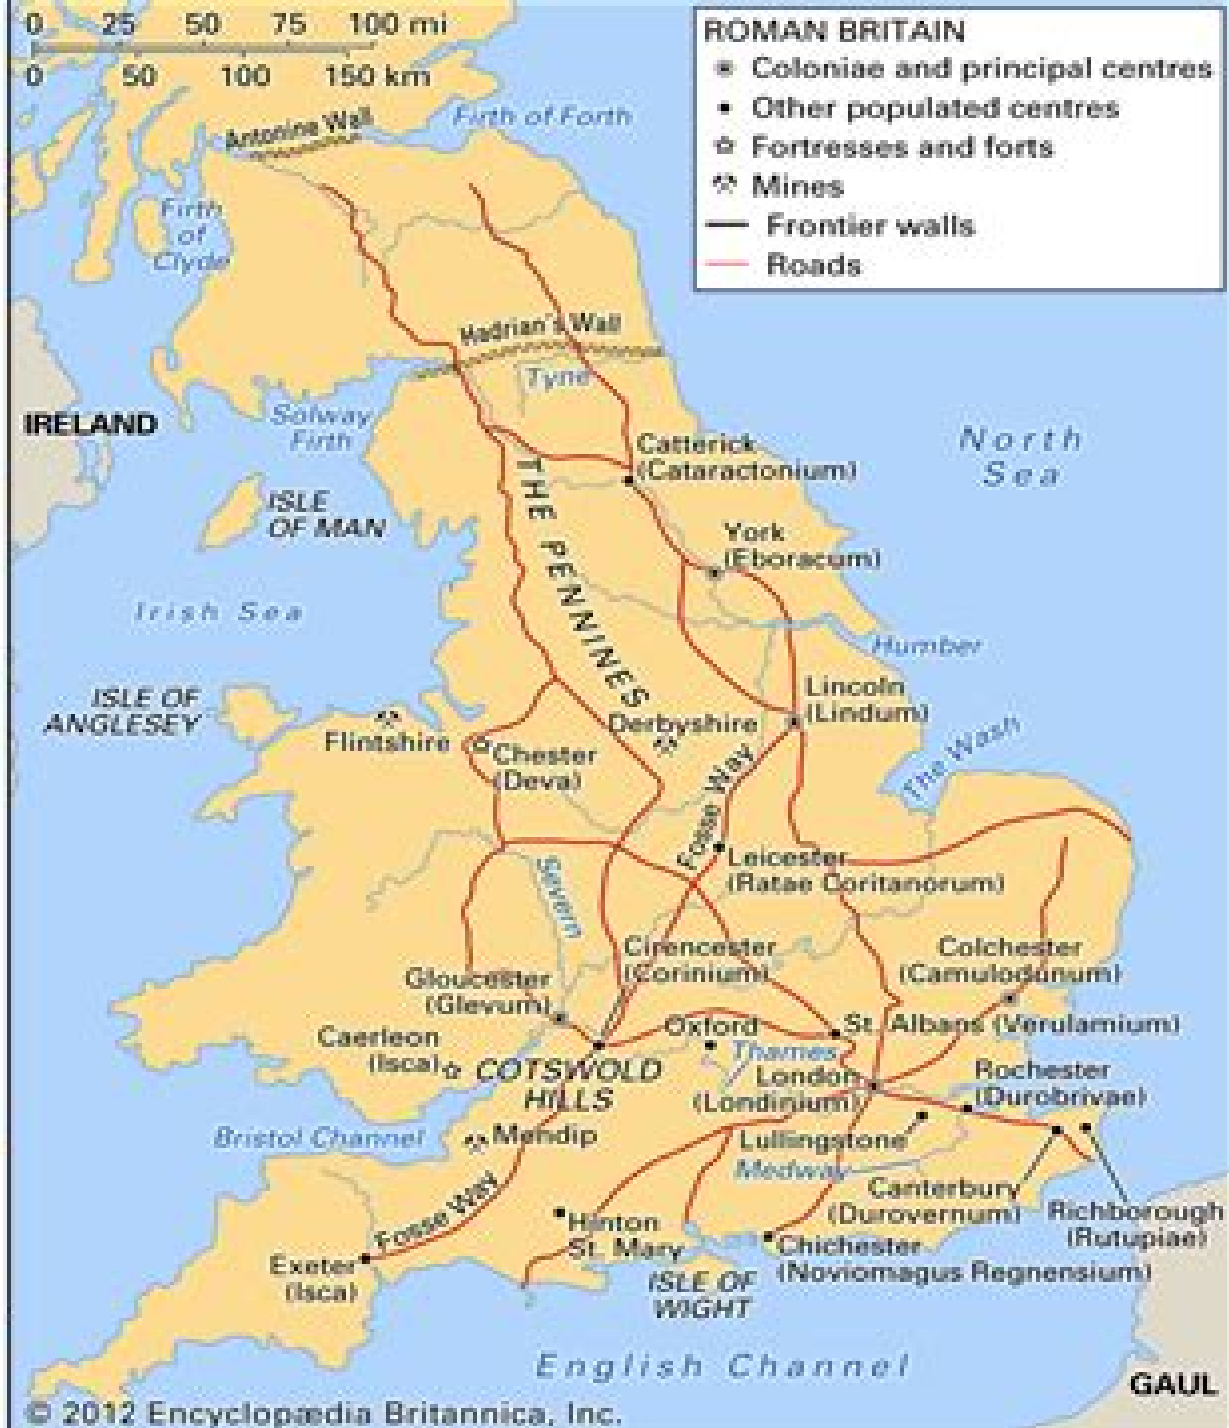 0 25 50 75 100 mi
0 50 100 150 km
ROMAN BRITAIN
Coloniae and principal centres
Other populated centres
Fortresses and forts
Mines
Frontier walls
Roads
Antonine Wall
Firth of Forth
Firth
of
Clyde
Hadrian's Wall
Tyne
IRELAND
Solway
Firth
North
Sea
Catterick
(Cataractonium)
ISLE
OF MAN
THE PENNINES
York
(Eboracum)
Irish Sea
Humber
ISLE OF
ANGLESEY
Flintshire
Chester
(Deva)
Derbyshire
Lincoln
(Lindum)
The Wash
Fosse Way
Leicester
(Ratae Coritanorum)
Severn
Cirencester
(Corinium)
Colchester
(Camulodunum)
Gloucester
(Glevum)
Caerleon
(Isca)
COTSWOLD
HILLS
Oxford
Thames
St. Albans (Verulamium)
London
(Londinium)
Rochester
(Durobrivae)
Bristol Channel
Mendip
Lullingstone
Medway
Canterbury
(Durovernum)
Richborough
(Rutupiae)
Fosse Way
Hinton
St. Mary
Exeter
(Isca)
Chichester
(Noviomagus Regnensium)
ISLE OF
WIGHT
English Channel
GAUL
© 2012 Encyclopædia Britannica, Inc.